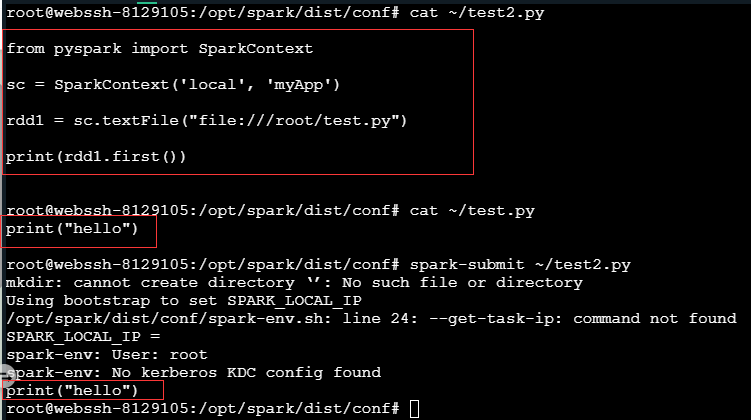 root@webssh-8129105:/opt/spark/dist/conf# cat ~/test2.py
from pyspark import SparkContext
sc = SparkContext('local', 'myApp')
rdd1 = sc.textFile("file:///root/test.py")
print(rdd1.first())
root@webssh-8129105:/opt/spark/dist/conf# cat ~/test.py
print("hello")
root@webssh-8129105:/opt/spark/dist/conf# spark-submit ~/test2.py
mkdir: cannot create directory ‘’: No such file or directory
Using bootstrap to set SPARK_LOCAL_IP
/opt/spark/dist/conf/spark-env.sh: line 24: --get-task-ip: command not found
SPARK_LOCAL_IP =
spark-env: User: root
spark-env: No kerberos KDC config found
print("hello")
root@webssh-8129105:/opt/spark/dist/conf#